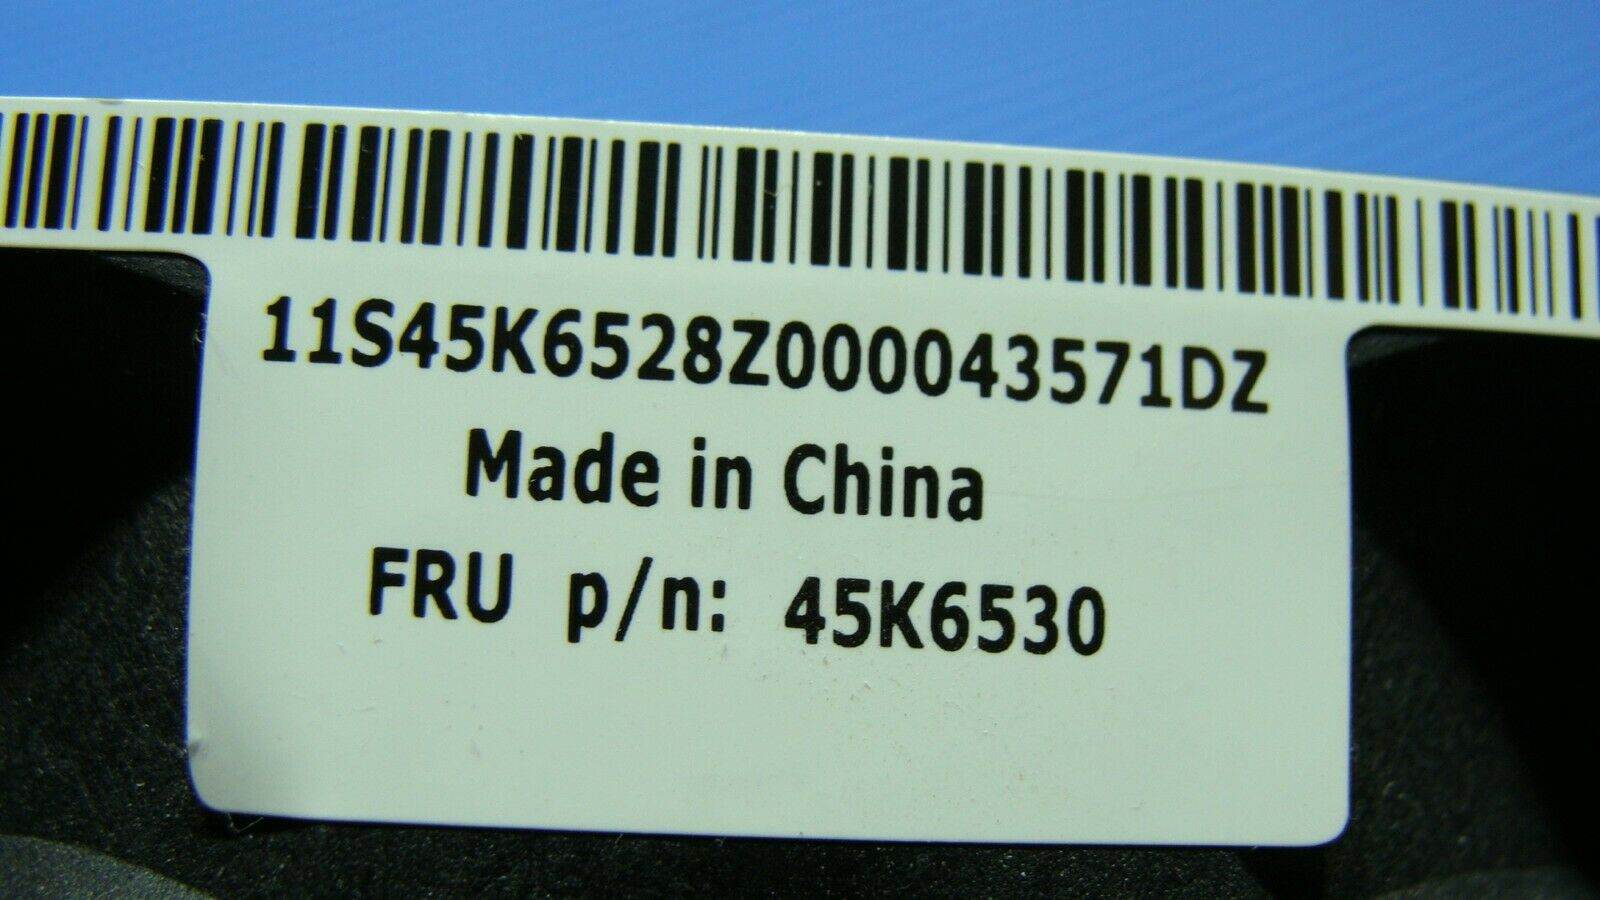 11S45K6528Z000043571DZ
Made in China
FRU p/n: 45K6530